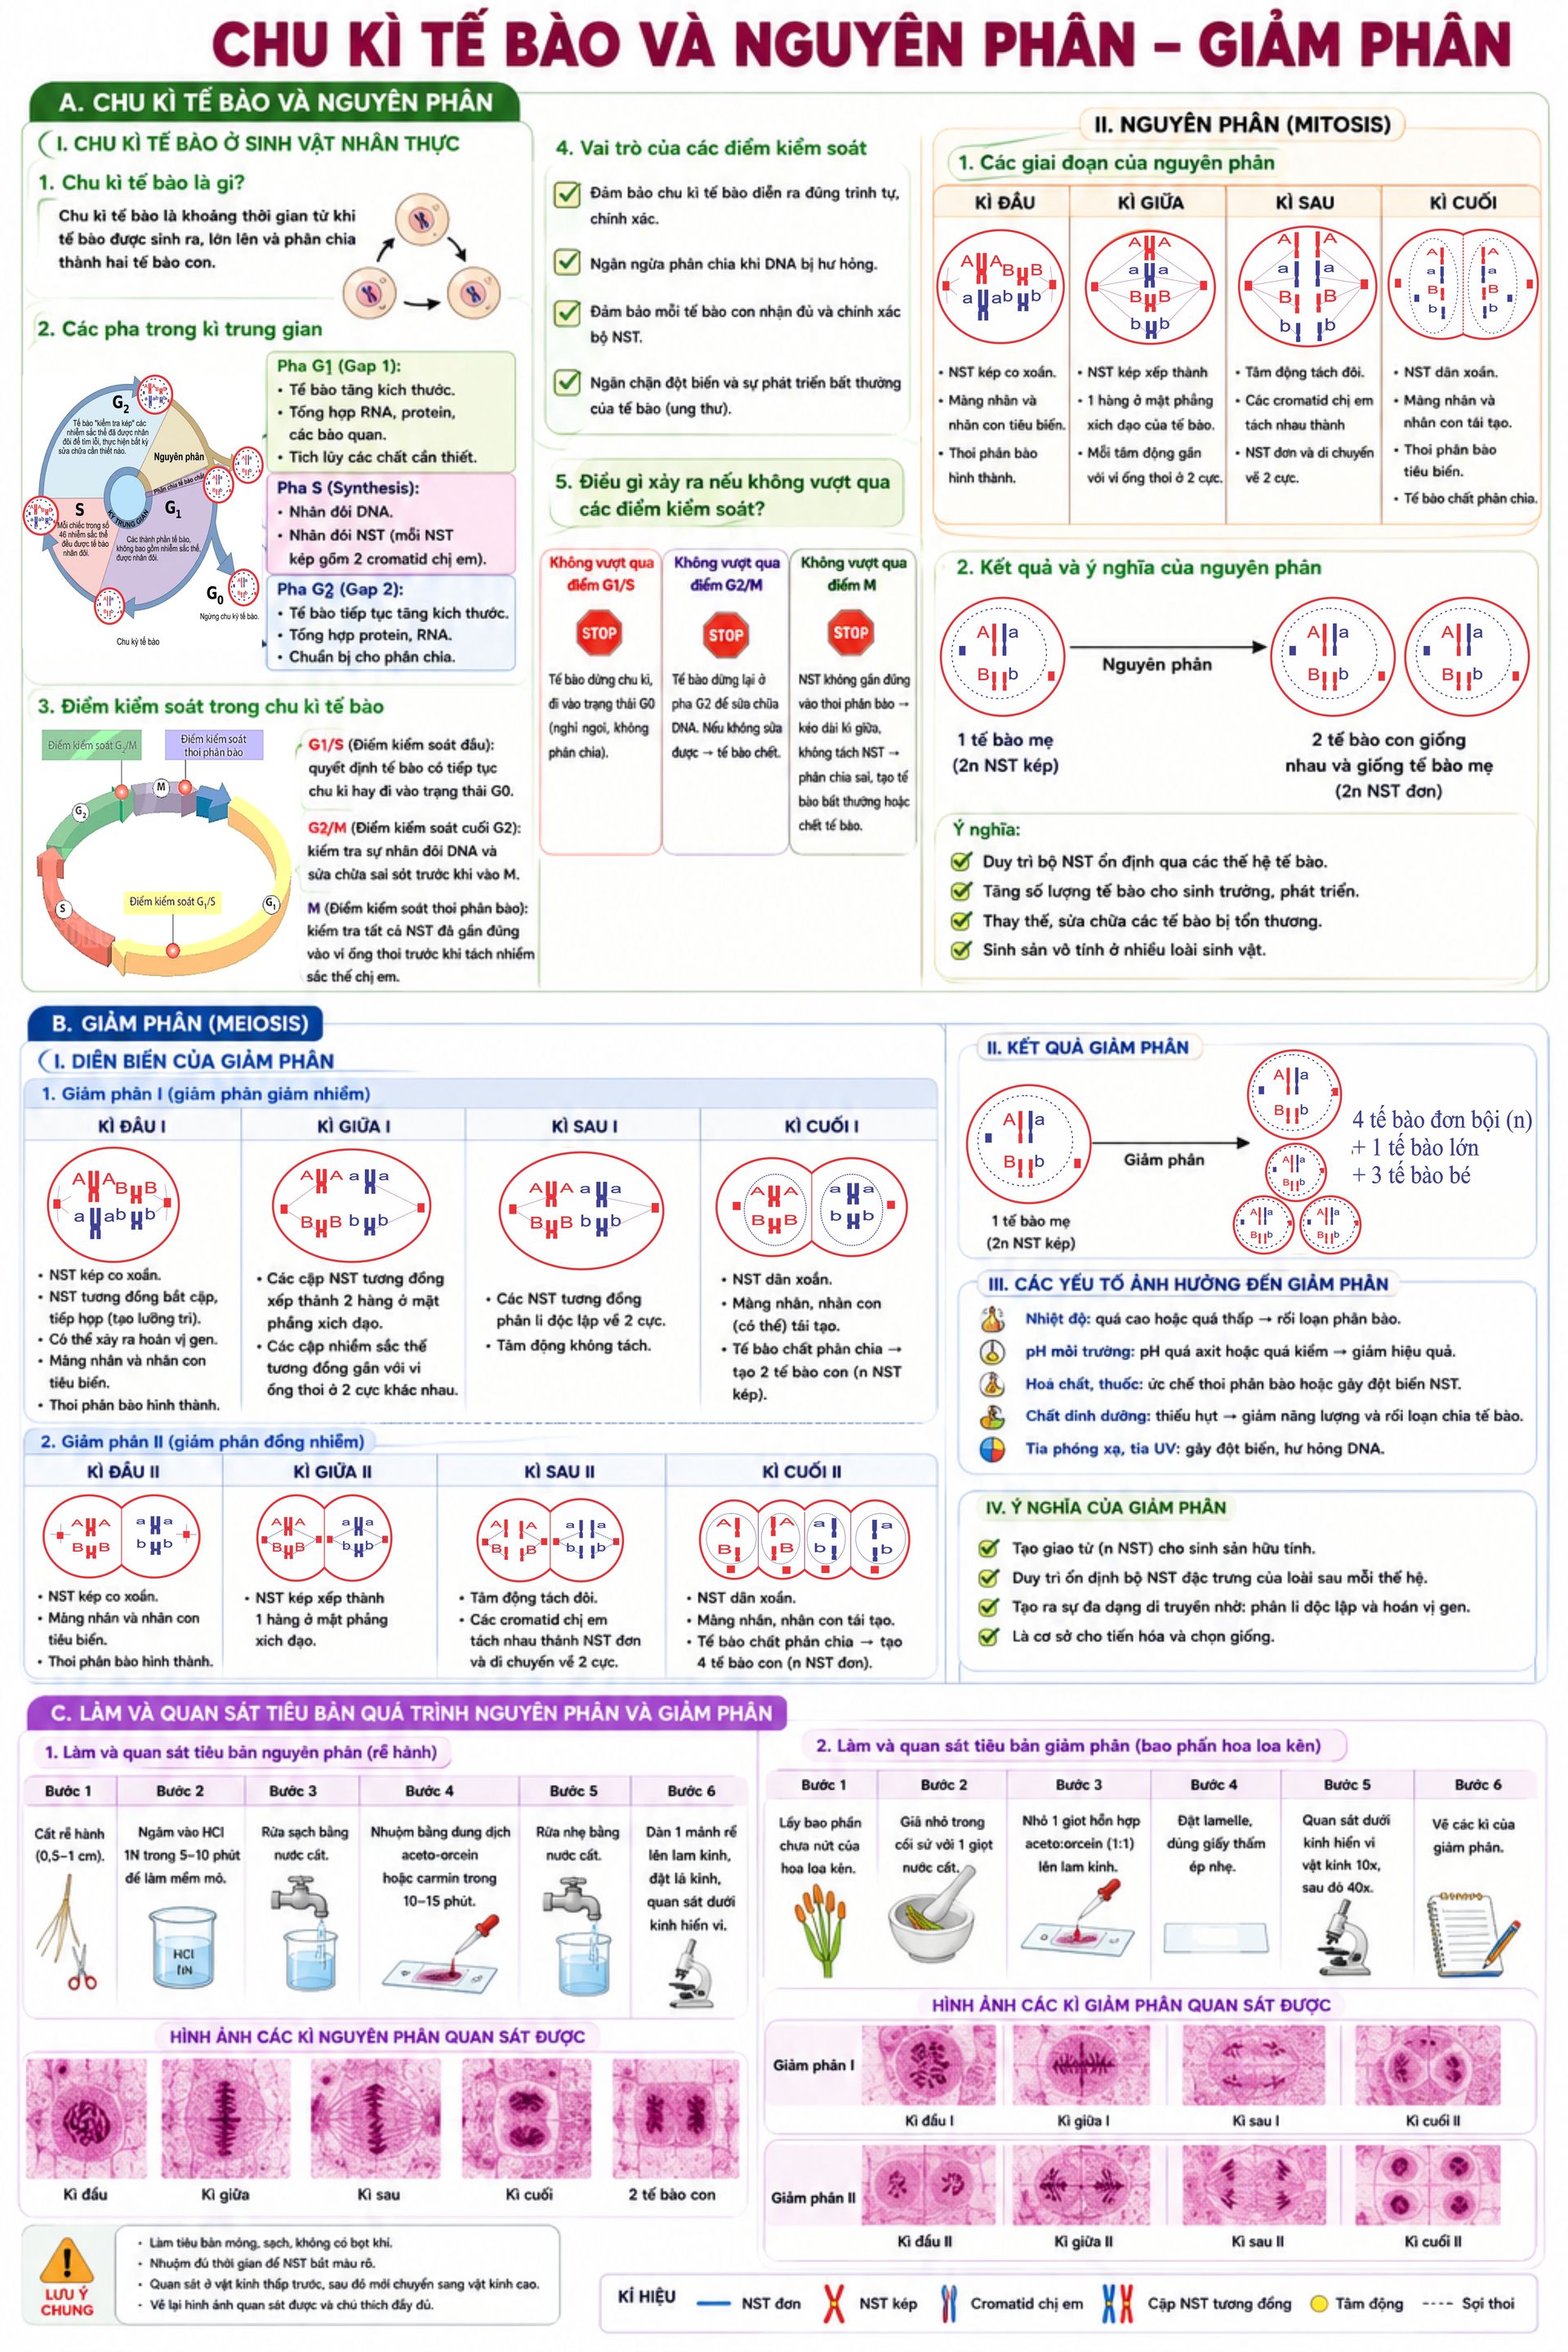 CHU KÌ TẾ BÀO VÀ NGUYÊN PHÂN – GIẢM PHÂN
A. CHU KÌ TẾ BÀO VÀ NGUYÊN PHÂN
I. CHU KÌ TẾ BÀO Ở SINH VẬT NHÂN THỰC
1. Chu kì tế bào là gì?
Chu kì tế bào là khoảng thời gian từ khi
tế bào được sinh ra, lớn lên và phân chia
thành hai tế bào con.
2. Các pha trong kì trung gian
G2
Tế bào "kiểm tra kép" các
nhiễm sắc thể đã được nhân
đôi để tìm lỗi, thực hiện bất kỳ
sửa chữa cần thiết nào.
Nguyên phân
Phân chia tế bào chất
S
Mỗi chiếc trong số
46 nhiễm sắc thể
đều được tế bào
nhân đôi.
G1
Các thành phần tế bào,
không bao gồm nhiễm sắc thể,
được nhân đôi.
KỲ TRUNG GIAN
G0
Ngừng chu kỳ tế bào.
Chu kỳ tế bào
Pha G1 (Gap 1):
• Tế bào tăng kích thước.
• Tổng hợp RNA, protein,
các bào quan.
• Tích lũy các chất cần thiết.
Pha S (Synthesis):
• Nhân đôi DNA.
• Nhân đôi NST (mỗi NST
kép gồm 2 cromatid chị em).
Pha G2 (Gap 2):
• Tế bào tiếp tục tăng kích thước.
• Tổng hợp protein, RNA.
• Chuẩn bị cho phân chia.
3. Điểm kiểm soát trong chu kì tế bào
Điểm kiểm soát G2/M
Điểm kiểm soát
thoi phân bào
M
G2
S
G1
Điểm kiểm soát G1/S
G1/S (Điểm kiểm soát đầu):
quyết định tế bào có tiếp tục
chu kì hay đi vào trạng thái G0.
G2/M (Điểm kiểm soát cuối G2):
kiểm tra sự nhân đôi DNA và
sửa chữa sai sót trước khi vào M.
M (Điểm kiểm soát thoi phân bào):
kiểm tra tất cả NST đã gắn đúng
vào vi ống thoi trước khi tách nhiễm
sắc thể chị em.
4. Vai trò của các điểm kiểm soát
Đảm bảo chu kì tế bào diễn ra đúng trình tự,
chính xác.
Ngăn ngừa phân chia khi DNA bị hư hỏng.
Đảm bảo mỗi tế bào con nhận đủ và chính xác
bộ NST.
Ngăn chặn đột biến và sự phát triển bất thường
của tế bào (ung thư).
5. Điều gì xảy ra nếu không vượt qua
các điểm kiểm soát?
Không vượt qua
điểm G1/S
STOP
Tế bào dừng chu kì,
đi vào trạng thái G0
(nghỉ ngơi, không
phân chia).
Không vượt qua
điểm G2/M
STOP
Tế bào dừng lại ở
pha G2 để sửa chữa
DNA. Nếu không sửa
được → tế bào chết.
Không vượt qua
điểm M
STOP
NST không gắn đúng
vào thoi phân bào →
kéo dài kì giữa,
không tách NST →
phân chia sai, tạo tế
bào bất thường hoặc
chết tế bào.
II. NGUYÊN PHÂN (MITOSIS)
1. Các giai đoạn của nguyên phân
KÌ ĐẦU
A A B B
a ab b
• NST kép co xoắn.
• Màng nhân và
nhân con tiêu biến.
• Thoi phân bào
hình thành.
KÌ GIỮA
A A
a a
B B
b b
• NST kép xếp thành
• 1 hàng ở mặt phẳng
xích đạo của tế bào.
• Mỗi tâm động gắn
với vi ống thoi ở 2 cực.
KÌ SAU
A A
a a
B B
b b
• Tâm động tách đôi.
• Các cromatid chị em
tách nhau thành
• NST đơn và di chuyển
về 2 cực.
KÌ CUỐI
A A
a a
B B
b b
• NST dãn xoắn.
• Màng nhân và
nhân con tái tạo.
• Thoi phân bào
tiêu biến.
• Tế bào chất phân chia.
2. Kết quả và ý nghĩa của nguyên phân
A a
B b
Nguyên phân
A a
B b
A a
B b
1 tế bào mẹ
(2n NST kép)
2 tế bào con giống
nhau và giống tế bào mẹ
(2n NST đơn)
Ý nghĩa:
Duy trì bộ NST ổn định qua các thế hệ tế bào.
Tăng số lượng tế bào cho sinh trưởng, phát triển.
Thay thế, sửa chữa các tế bào bị tổn thương.
Sinh sản vô tính ở nhiều loài sinh vật.
B. GIẢM PHÂN (MEIOSIS)
I. DIỄN BIẾN CỦA GIẢM PHÂN
1. Giảm phân I (giảm phân giảm nhiễm)
KÌ ĐẦU I
A A B B
a ab b
• NST kép co xoắn.
• NST tương đồng bắt cặp,
tiếp hợp (tạo lưỡng trị).
• Có thể xảy ra hoán vị gen.
• Màng nhân và nhân con
tiêu biến.
• Thoi phân bào hình thành.
KÌ GIỮA I
A A a a
B B b b
• Các cặp NST tương đồng
xếp thành 2 hàng ở mặt
phẳng xích đạo.
• Các cặp nhiễm sắc thể
tương đồng gắn với vi
ống thoi ở 2 cực khác nhau.
KÌ SAU I
A A a a
B B b b
• Các NST tương đồng
phân li độc lập về 2 cực.
• Tâm động không tách.
KÌ CUỐI I
A A a a
B B b b
• NST dãn xoắn.
• Màng nhân, nhân con
(có thể) tái tạo.
• Tế bào chất phân chia →
tạo 2 tế bào con (n NST
kép).
2. Giảm phân II (giảm phân đồng nhiễm)
KÌ ĐẦU II
A A a a
B B b b
• NST kép co xoắn.
• Màng nhân và nhân con
tiêu biến.
• Thoi phân bào hình thành.
KÌ GIỮA II
A A a a
B B b b
• NST kép xếp thành
1 hàng ở mặt phẳng
xích đạo.
KÌ SAU II
A A a a
B B b b
• Tâm động tách đôi.
• Các cromatid chị em
tách nhau thành NST đơn
và di chuyển về 2 cực.
KÌ CUỐI II
A A a a
B B b b
• NST dãn xoắn.
• Màng nhân, nhân con tái tạo.
• Tế bào chất phân chia → tạo
4 tế bào con (n NST đơn).
II. KẾT QUẢ GIẢM PHÂN
A a
B b
Giảm phân
1 tế bào mẹ
(2n NST kép)
A a
B b
A a
B b
A a
B b
A a
B b
4 tế bào đơn bội (n)
+ 1 tế bào lớn
+ 3 tế bào bé
III. CÁC YẾU TỐ ẢNH HƯỞNG ĐẾN GIẢM PHÂN
Nhiệt độ: quá cao hoặc quá thấp → rối loạn phân bào.
pH môi trường: pH quá axit hoặc quá kiềm → giảm hiệu quả.
Hoá chất, thuốc: ức chế thoi phân bào hoặc gây đột biến NST.
Chất dinh dưỡng: thiếu hụt → giảm năng lượng và rối loạn chia tế bào.
Tia phóng xạ, tia UV: gây đột biến, hư hỏng DNA.
IV. Ý NGHĨA CỦA GIẢM PHÂN
Tạo giao tử (n NST) cho sinh sản hữu tính.
Duy trì ổn định bộ NST đặc trưng của loài sau mỗi thế hệ.
Tạo ra sự đa dạng di truyền nhờ: phân li độc lập và hoán vị gen.
Là cơ sở cho tiến hóa và chọn giống.
C. LÀM VÀ QUAN SÁT TIÊU BẢN QUÁ TRÌNH NGUYÊN PHÂN VÀ GIẢM PHÂN
1. Làm và quan sát tiêu bản nguyên phân (rễ hành)
Bước 1
Cắt rễ hành
(0,5–1 cm).
Bước 2
Ngâm vào HCl
1N trong 5–10 phút
để làm mềm mô.
HCl
1N
Bước 3
Rửa sạch bằng
nước cất.
Bước 4
Nhuộm bằng dung dịch
aceto-orcein
hoặc carmin trong
10–15 phút.
Bước 5
Rửa nhẹ bằng
nước cất.
Bước 6
Dàn 1 mảnh rễ
lên lam kính,
đặt lá kính,
quan sát dưới
kính hiển vi.
HÌNH ẢNH CÁC KÌ NGUYÊN PHÂN QUAN SÁT ĐƯỢC
Kì đầu
Kì giữa
Kì sau
Kì cuối
2 tế bào con
2. Làm và quan sát tiêu bản giảm phân (bao phấn hoa loa kèn)
Bước 1
Lấy bao phấn
chưa nứt của
hoa loa kèn.
Bước 2
Giã nhỏ trong
cối sứ với 1 giọt
nước cất.
Bước 3
Nhỏ 1 giọt hỗn hợp
aceto:orcein (1:1)
lên lam kính.
Bước 4
Đặt lamelle,
dùng giấy thấm
ép nhẹ.
Bước 5
Quan sát dưới
kính hiển vi
vật kính 10x,
sau đó 40x.
Bước 6
Vẽ các kì của
giảm phân.
HÌNH ẢNH CÁC KÌ GIẢM PHÂN QUAN SÁT ĐƯỢC
Giảm phân I
Kì đầu I
Kì giữa I
Kì sau I
Kì cuối II
Giảm phân II
Kì đầu II
Kì giữa II
Kì sau II
Kì cuối II
LƯU Ý
CHUNG
• Làm tiêu bản mỏng, sạch, không có bọt khí.
• Nhuộm đủ thời gian để NST bắt màu rõ.
• Quan sát ở vật kính thấp trước, sau đó mới chuyển sang vật kính cao.
• Vẽ lại hình ảnh quan sát được và chú thích đầy đủ.
KÍ HIỆU
NST đơn
NST kép
Cromatid chị em
Cặp NST tương đồng
Tâm động
Sợi thoi